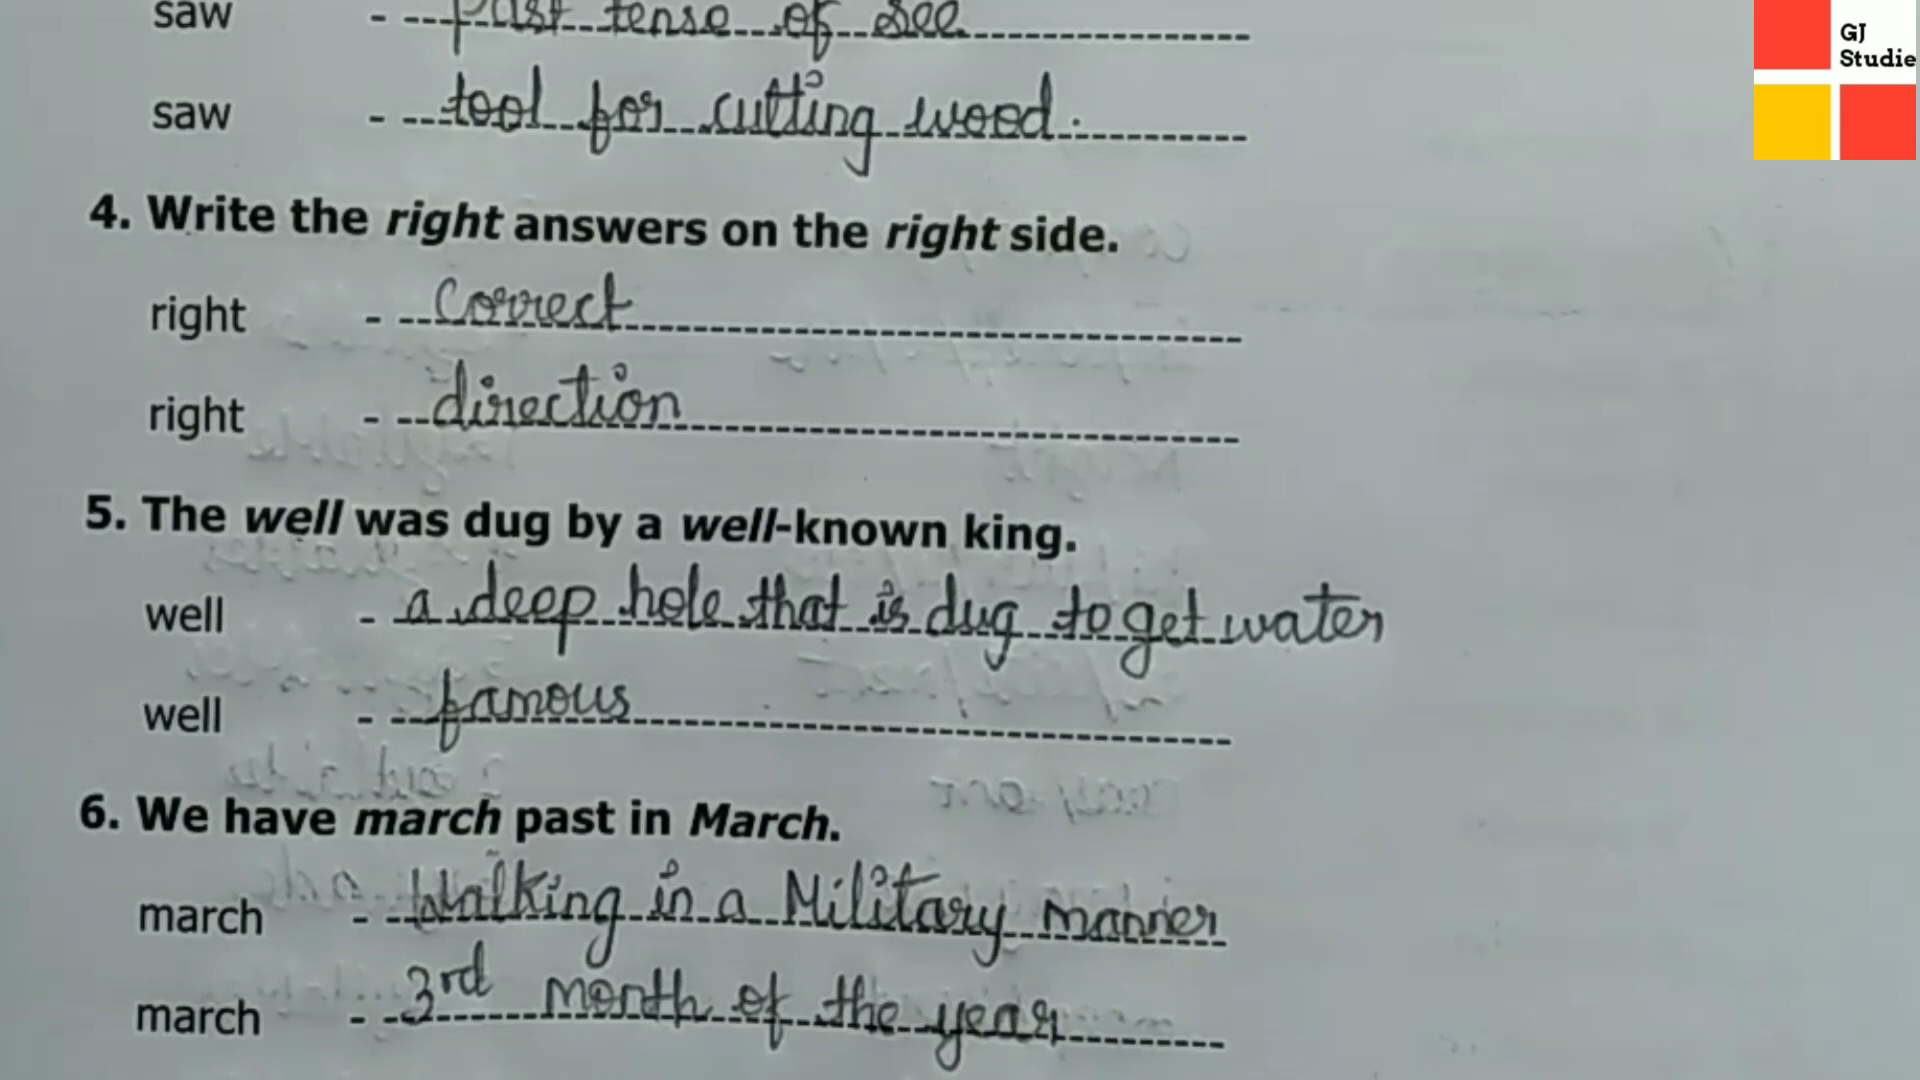 saw - past tense of see
saw - tool for cutting wood.
4. Write the right answers on the right side.
right - correct
right - direction
5. The well was dug by a well-known king.
well - a deep hole that is dug to get water
well - famous
6. We have march past in March.
march - Walking in a Military manner
march - 3rd month of the year
GJ
Studie